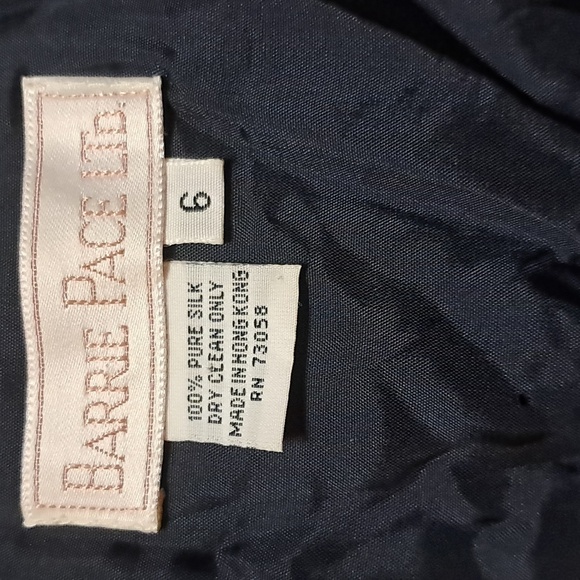 BARRIE PACE LTD.
6
100% PURE SILK
DRY CLEAN ONLY
MADE IN HONG KONG
RN 73058